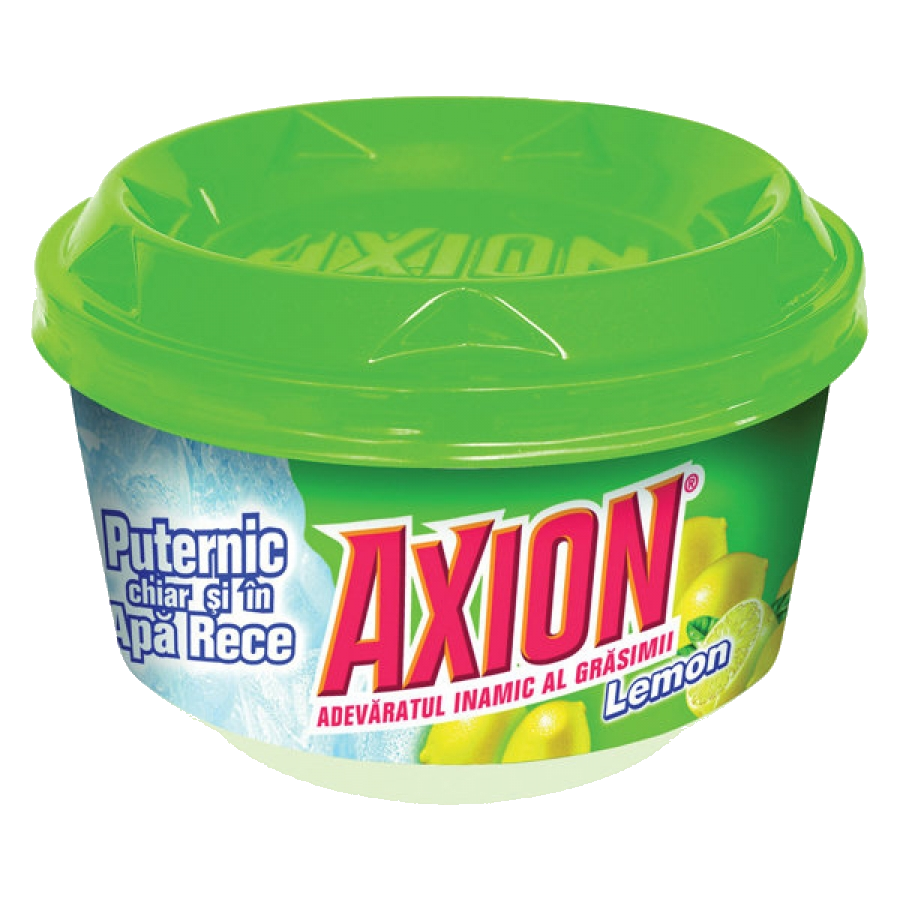 AXION
Puternic
chiar și în
Apă Rece
AXION®
ADEVĂRATUL INAMIC AL GRĂSIMII
Lemon